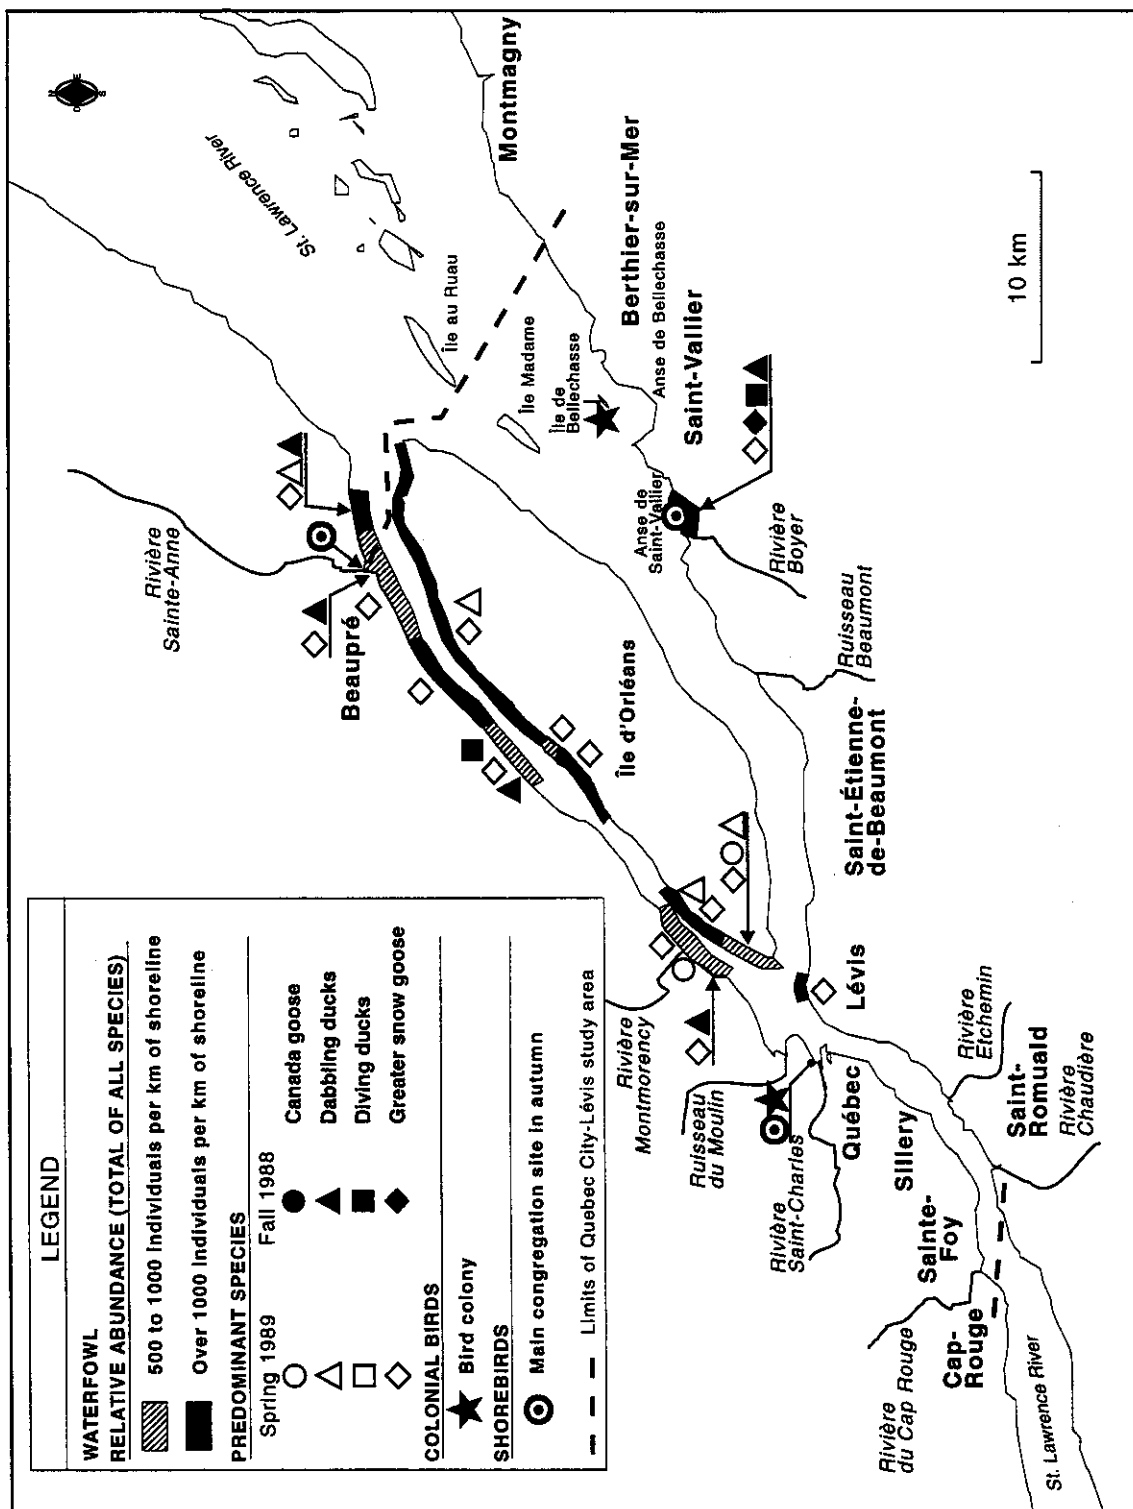 LEGEND
WATERFOWL
RELATIVE ABUNDANCE (TOTAL OF ALL SPECIES)
500 to 1000 individuals per km of shoreline
Over 1000 individuals per km of shoreline
PREDOMINANT SPECIES
Spring 1989
Fall 1988
Canada goose
Dabbling ducks
Diving ducks
Greater snow goose
COLONIAL BIRDS
Bird colony
SHOREBIRDS
Main congregation site in autumn
Limits of Quebec City-Lévis study area
N
E
S
O
St. Lawrence River
Montmagny
Île au Ruau
Île Madame
Île de
Bellechasse
Berthier-sur-Mer
Anse de Bellechasse
Saint-Vallier
Anse de
Saint-Vallier
Rivière
Boyer
Rivière
Sainte-Anne
Beaupré
Île d'Orléans
Ruisseau
Beaumont
Saint-Étienne-
de-Beaumont
Rivière
Montmorency
Ruisseau
du Moulin
Lévis
Rivière
Saint-Charles
Québec
Sillery
Rivière
Etchemin
Saint-
Romuald
Rivière
Chaudière
Sainte-
Foy
Cap-
Rouge
Rivière
du Cap Rouge
St. Lawrence River
10 km